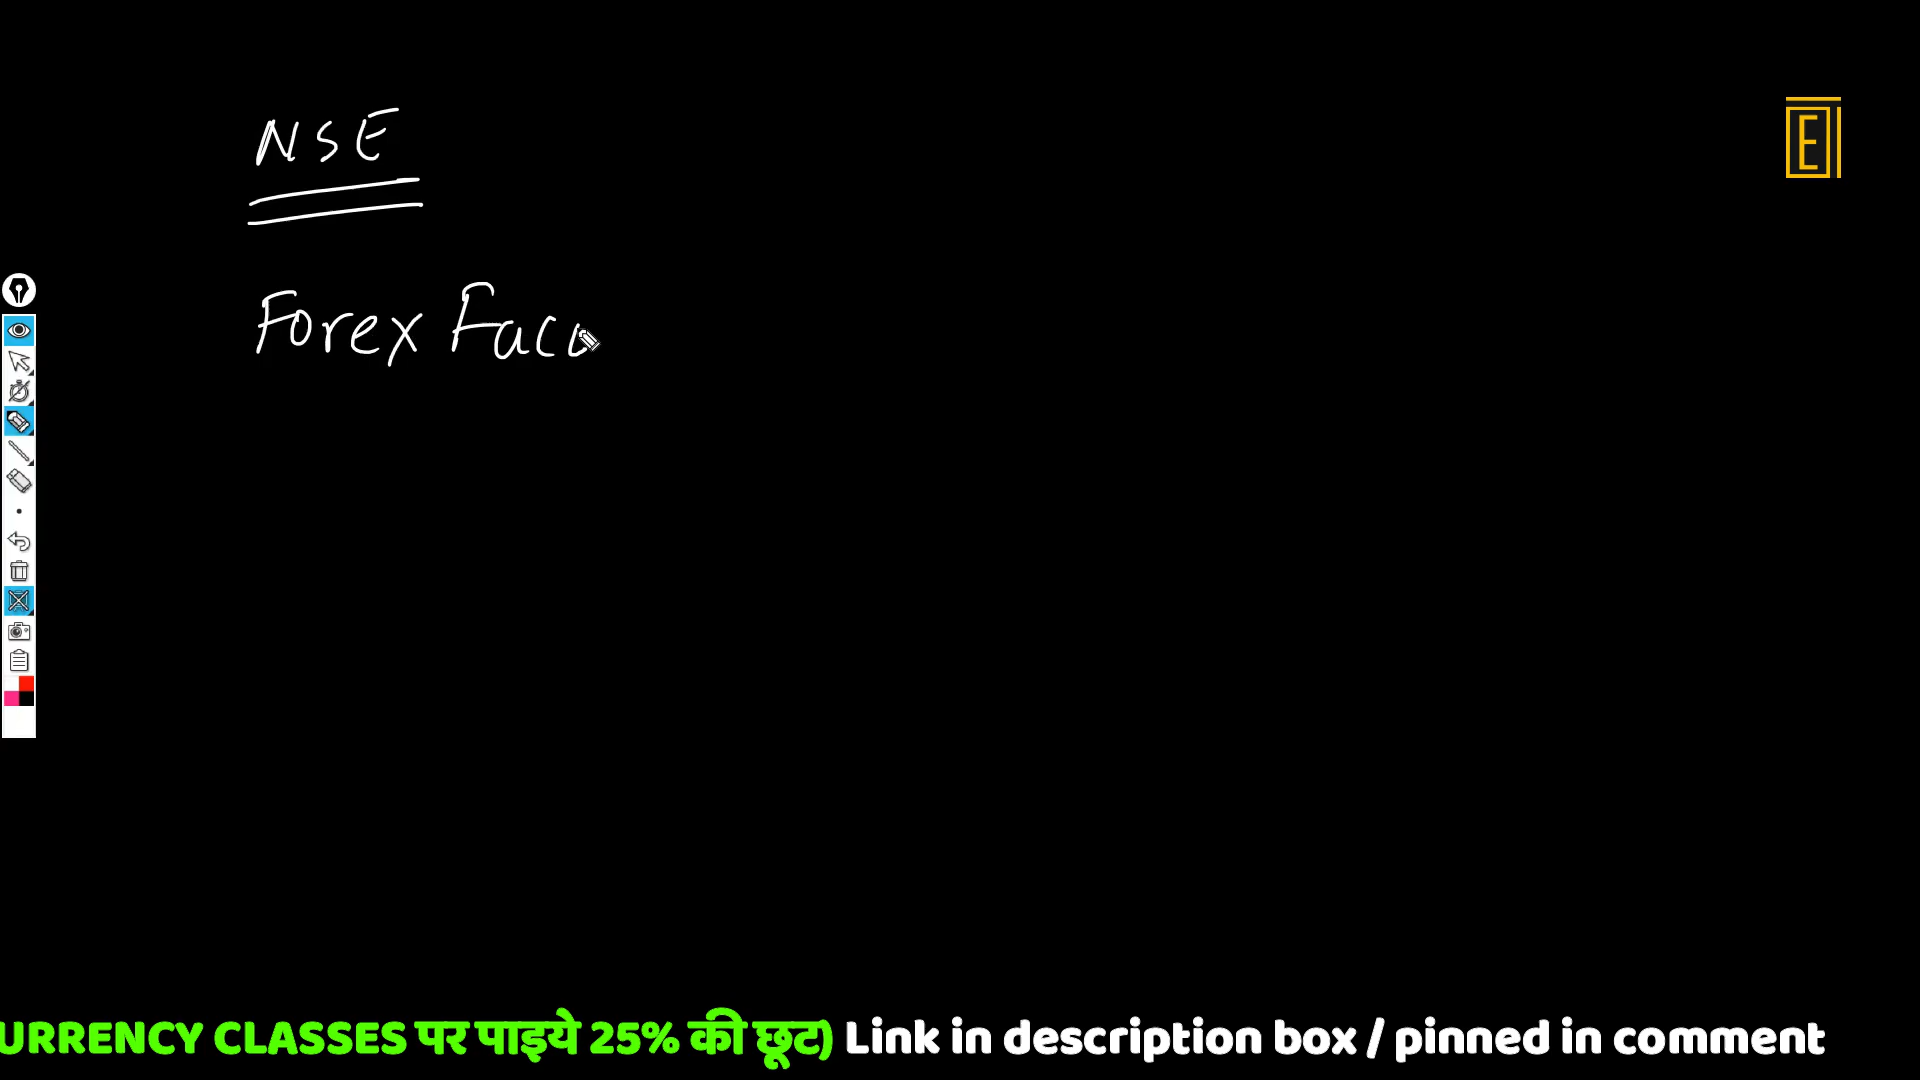 NSE
E
Forex Fac
URRENCY CLASSES पर पाइये 25% की छूट) Link in description box / pinned in comment